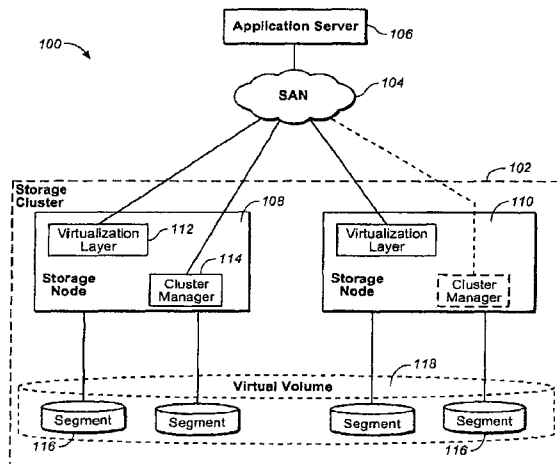 Application Server
106
100
104
SAN
102
Storage
Cluster
108
110
Virtualization
Layer
112
Virtualization
Layer
114
Storage
Node
Cluster
Manager
Storage
Node
Cluster
Manager
118
Virtual Volume
Segment
Segment
Segment
Segment
116
116